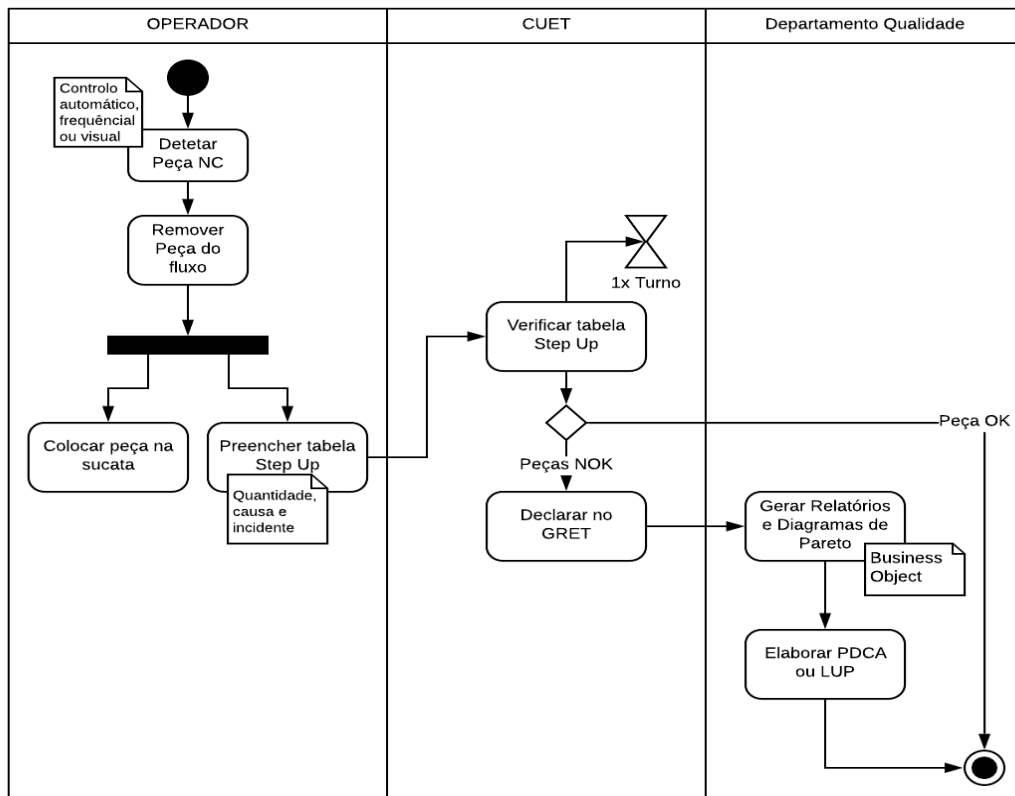 OPERADOR
CUET
Departamento Qualidade
Controlo
automático,
frequêncial
ou visual
Detetar
Peça NC
Remover
Peça do
fluxo
1x Turno
Verificar tabela
Step Up
Colocar peça na
sucata
Preencher tabela
Step Up
Quantidade,
causa e
incidente
Peça OK
Peças NOK
Declarar no
GRET
Gerar Relatórios
e Diagramas de
Pareto
Business
Object
Elaborar PDCA
ou LUP